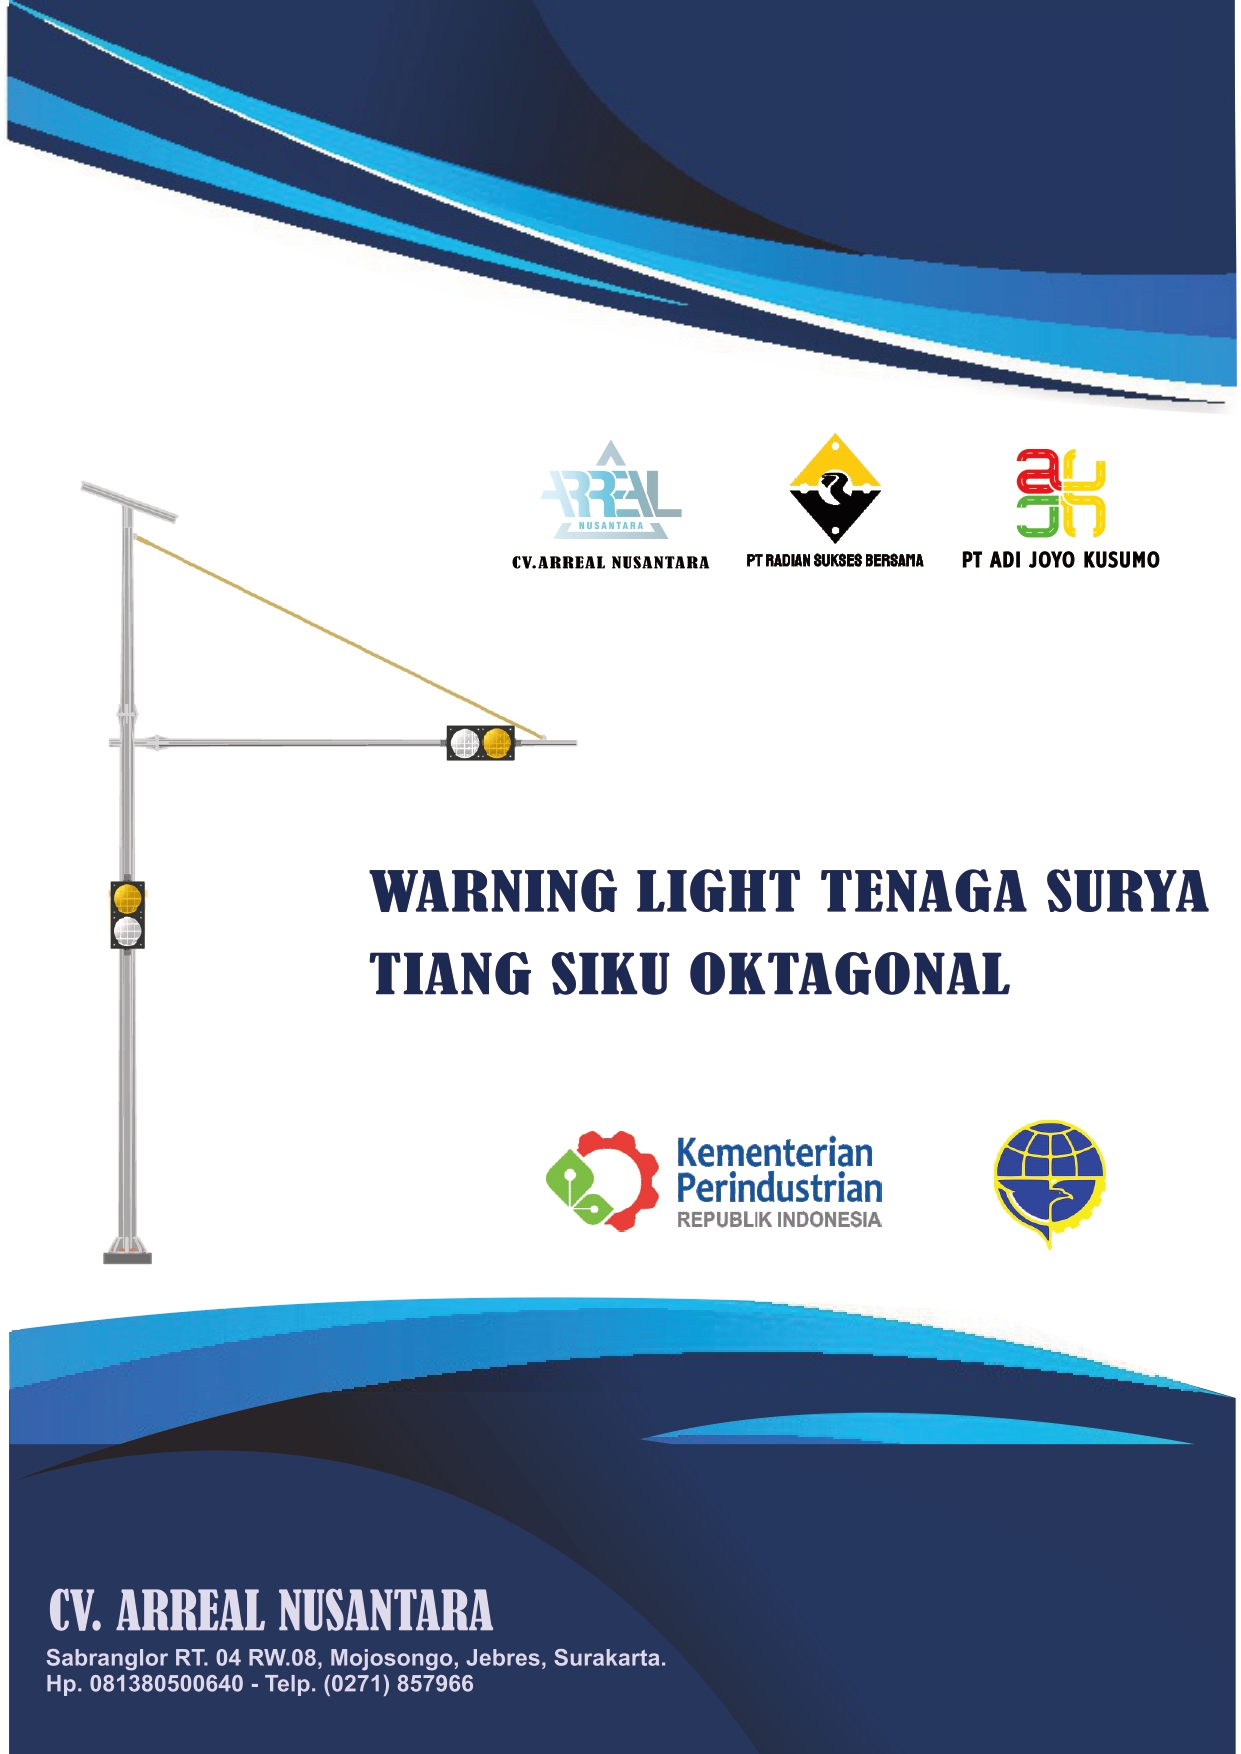 ARREAL
NUSANTARA
CV.ARREAL NUSANTARA
PT RADIAN SUKSES BERSAMA
PT ADI JOYO KUSUMO
WARNING LIGHT TENAGA SURYA
TIANG SIKU OKTAGONAL
Kementerian
Perindustrian
REPUBLIK INDONESIA
CV. ARREAL NUSANTARA
Sabranglor RT. 04 RW.08, Mojosongo, Jebres, Surakarta.
Hp. 081380500640 - Telp. (0271) 857966